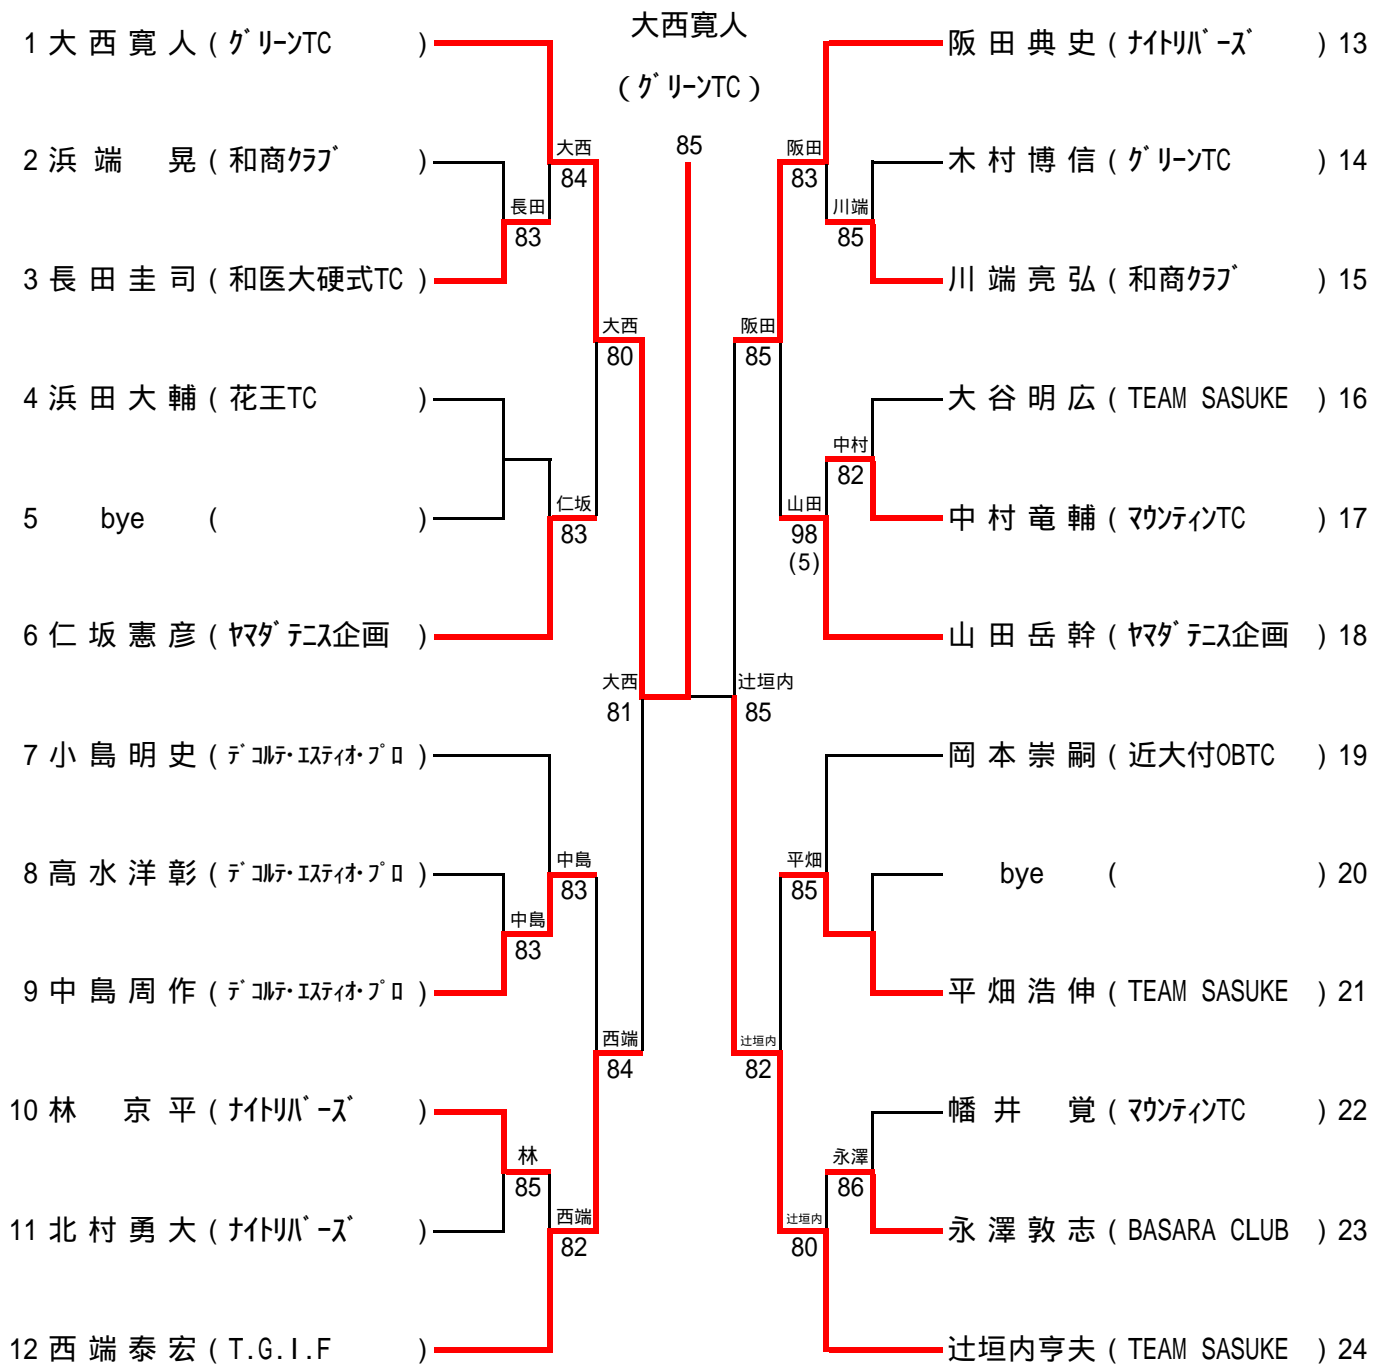 大西寛人
(グリーンTC)
85
1 大西寛人(グリーンTC)
2 浜端 晃(和商クラブ)
3 長田圭司(和医大硬式TC)
4 浜田大輔(花王TC)
5 bye ( )
6 仁坂憲彦(ヤマダテニス企画)
7 小島明史(デコルテ・エスティオ・プロ)
8 高水洋彰(デコルテ・エスティオ・プロ)
9 中島周作(デコルテ・エスティオ・プロ)
10 林 京平(ナイトリバーズ)
11 北村勇大(ナイトリバーズ)
12 西端泰宏(T.G.I.F)
長田
83
大西
84
仁坂
83
大西
80
中島
83
中島
83
林
85
西端
82
西端
84
大西
81
阪田典史(ナイトリバーズ) 13
木村博信(グリーンTC) 14
川端亮弘(和商クラブ) 15
大谷明広(TEAM SASUKE) 16
中村竜輔(マウンティンTC) 17
山田岳幹(ヤマダテニス企画) 18
岡本崇嗣(近大付OBTC) 19
bye ( ) 20
平畑浩伸(TEAM SASUKE) 21
幡井 覚(マウンティンTC) 22
永澤敦志(BASARA CLUB) 23
辻垣内亨夫(TEAM SASUKE) 24
阪田
83
川端
85
阪田
85
中村
82
山田
98
(5)
辻垣内
85
平畑
85
辻垣内
82
永澤
86
辻垣内
80